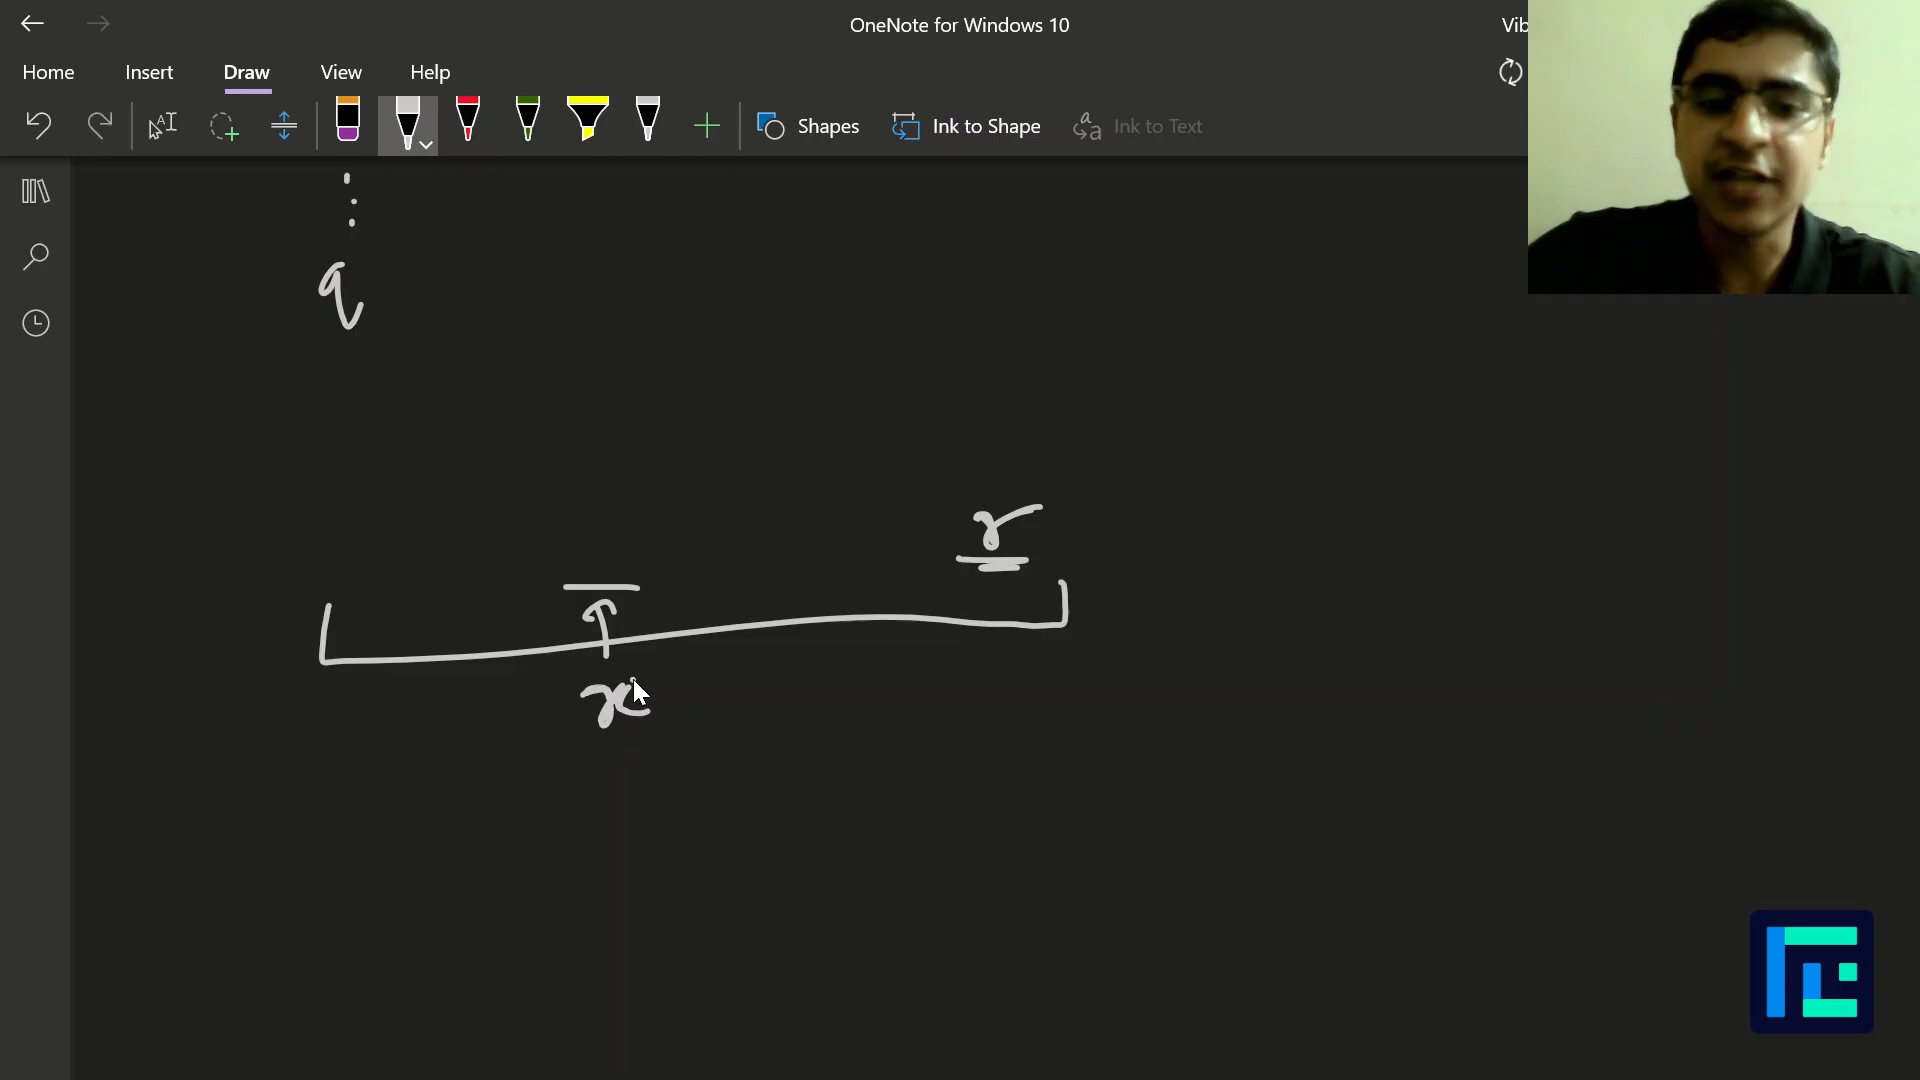 OneNote for Windows 10
Vib
Home Insert Draw View Help
Shapes Ink to Shape Ink to Text
q
r
x